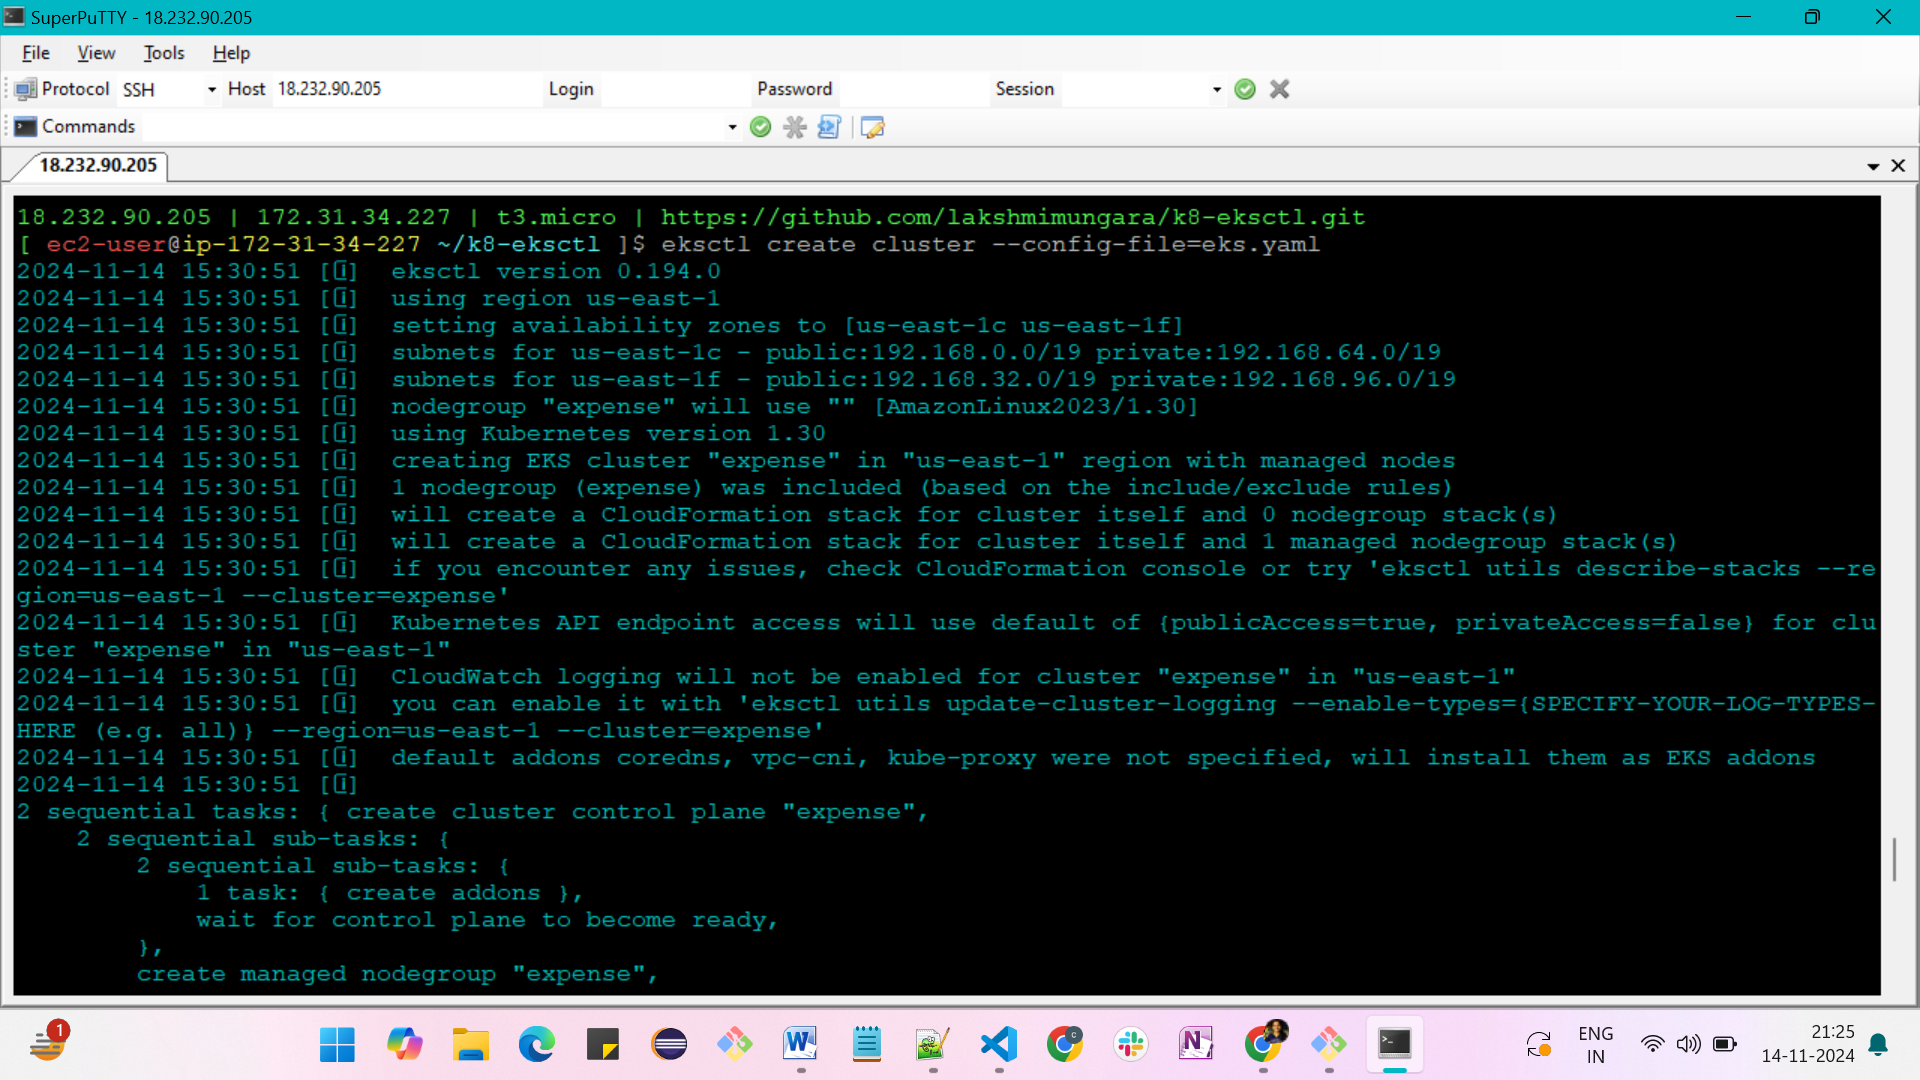 SuperPuTTY - 18.232.90.205
File View Tools Help
Protocol SSH Host 18.232.90.205 Login Password Session
Commands
18.232.90.205
18.232.90.205 | 172.31.34.227 | t3.micro | https://github.com/lakshmimungara/k8-eksctl.git
[ ec2-user@ip-172-31-34-227 ~/k8-eksctl ]$ eksctl create cluster --config-file=eks.yaml
2024-11-14 15:30:51 [ℹ]  eksctl version 0.194.0
2024-11-14 15:30:51 [ℹ]  using region us-east-1
2024-11-14 15:30:51 [ℹ]  setting availability zones to [us-east-1c us-east-1f]
2024-11-14 15:30:51 [ℹ]  subnets for us-east-1c - public:192.168.0.0/19 private:192.168.64.0/19
2024-11-14 15:30:51 [ℹ]  subnets for us-east-1f - public:192.168.32.0/19 private:192.168.96.0/19
2024-11-14 15:30:51 [ℹ]  nodegroup "expense" will use "" [AmazonLinux2023/1.30]
2024-11-14 15:30:51 [ℹ]  using Kubernetes version 1.30
2024-11-14 15:30:51 [ℹ]  creating EKS cluster "expense" in "us-east-1" region with managed nodes
2024-11-14 15:30:51 [ℹ]  1 nodegroup (expense) was included (based on the include/exclude rules)
2024-11-14 15:30:51 [ℹ]  will create a CloudFormation stack for cluster itself and 0 nodegroup stack(s)
2024-11-14 15:30:51 [ℹ]  will create a CloudFormation stack for cluster itself and 1 managed nodegroup stack(s)
2024-11-14 15:30:51 [ℹ]  if you encounter any issues, check CloudFormation console or try 'eksctl utils describe-stacks --re
gion=us-east-1 --cluster=expense'
2024-11-14 15:30:51 [ℹ]  Kubernetes API endpoint access will use default of {publicAccess=true, privateAccess=false} for clu
ster "expense" in "us-east-1"
2024-11-14 15:30:51 [ℹ]  CloudWatch logging will not be enabled for cluster "expense" in "us-east-1"
2024-11-14 15:30:51 [ℹ]  you can enable it with 'eksctl utils update-cluster-logging --enable-types={SPECIFY-YOUR-LOG-TYPES-
HERE (e.g. all)} --region=us-east-1 --cluster=expense'
2024-11-14 15:30:51 [ℹ]  default addons coredns, vpc-cni, kube-proxy were not specified, will install them as EKS addons
2024-11-14 15:30:51 [ℹ]
2 sequential tasks: { create cluster control plane "expense",
    2 sequential sub-tasks: {
        2 sequential sub-tasks: {
            1 task: { create addons },
            wait for control plane to become ready,
        },
        create managed nodegroup "expense",
1
ENG
IN
21:25
14-11-2024